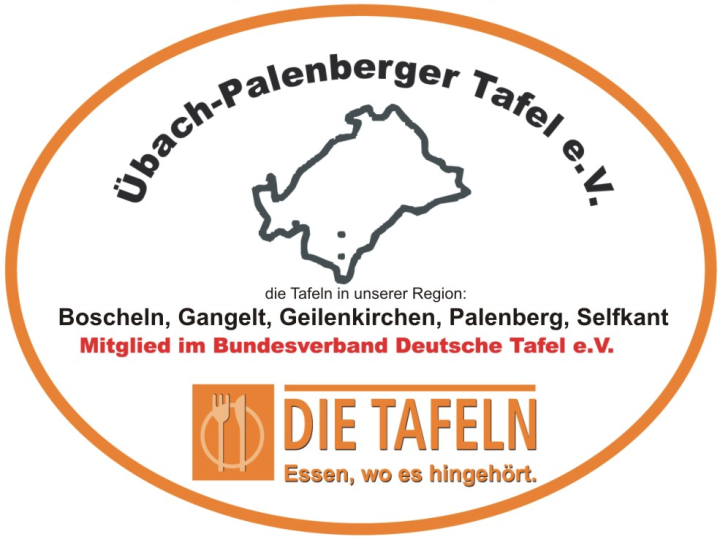 Übach-Palenberger Tafel e.V.
die Tafeln in unserer Region:
Boscheln, Gangelt, Geilenkirchen, Palenberg, Selfkant
Mitglied im Bundesverband Deutsche Tafel e.V.
DIE TAFELN
Essen, wo es hingehört.